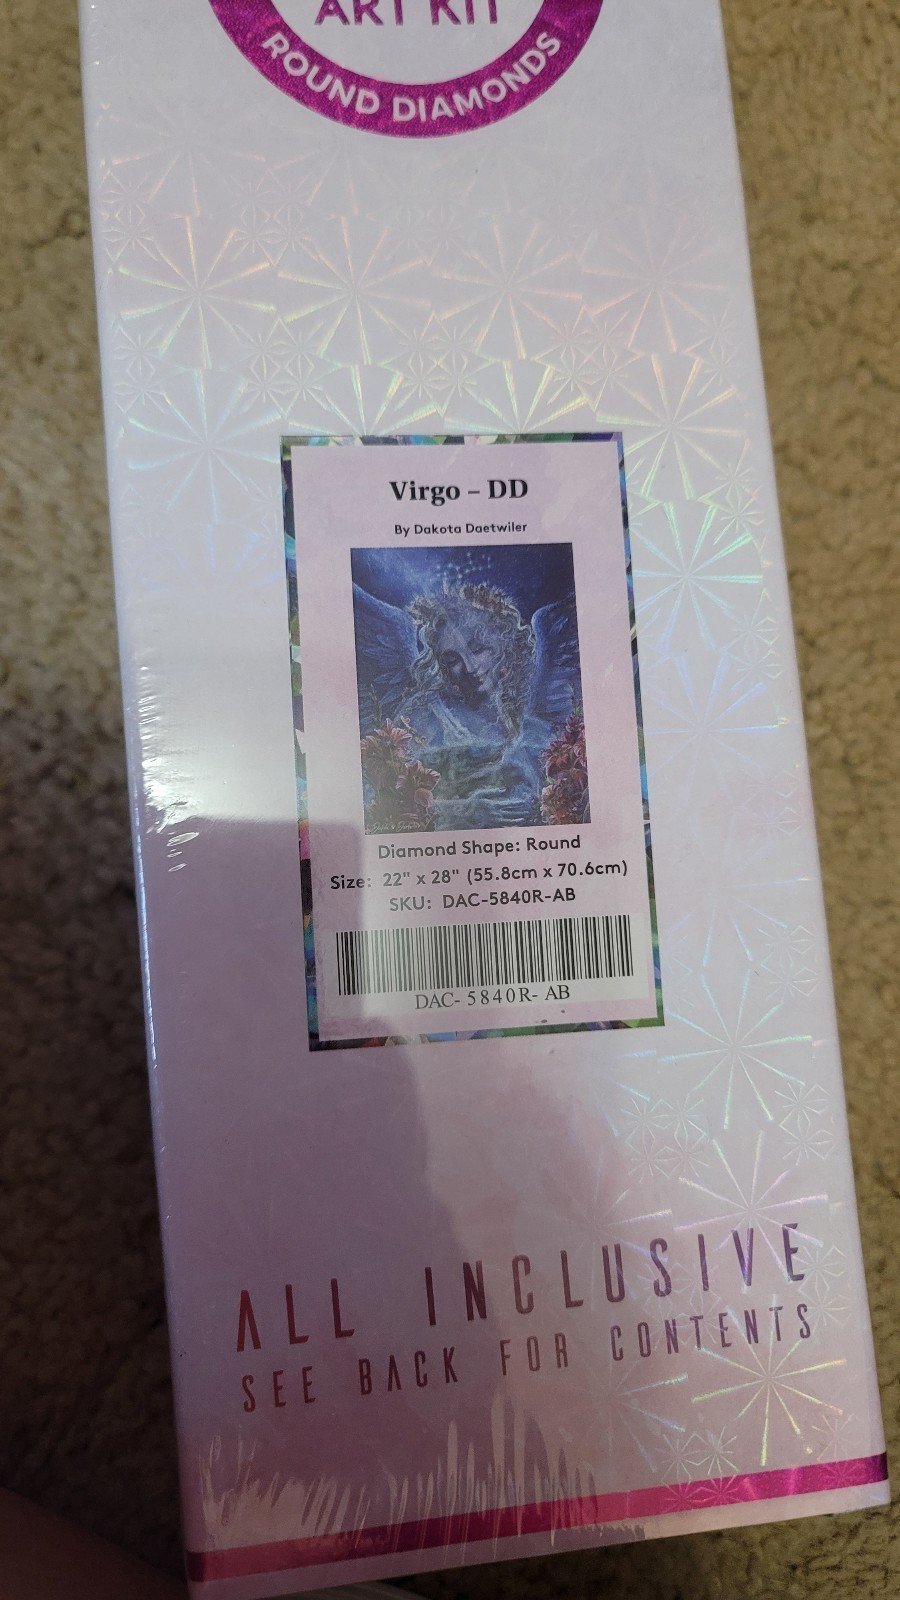 ART KIT
ROUND DIAMONDS
Virgo – DD
By Dakota Daetwiler
Diamond Shape: Round
Size: 22" x 28" (55.8cm x 70.6cm)
SKU: DAC-5840R-AB
DAC- 5840R- AB
ALL INCLUSIVE
SEE BACK FOR CONTENTS